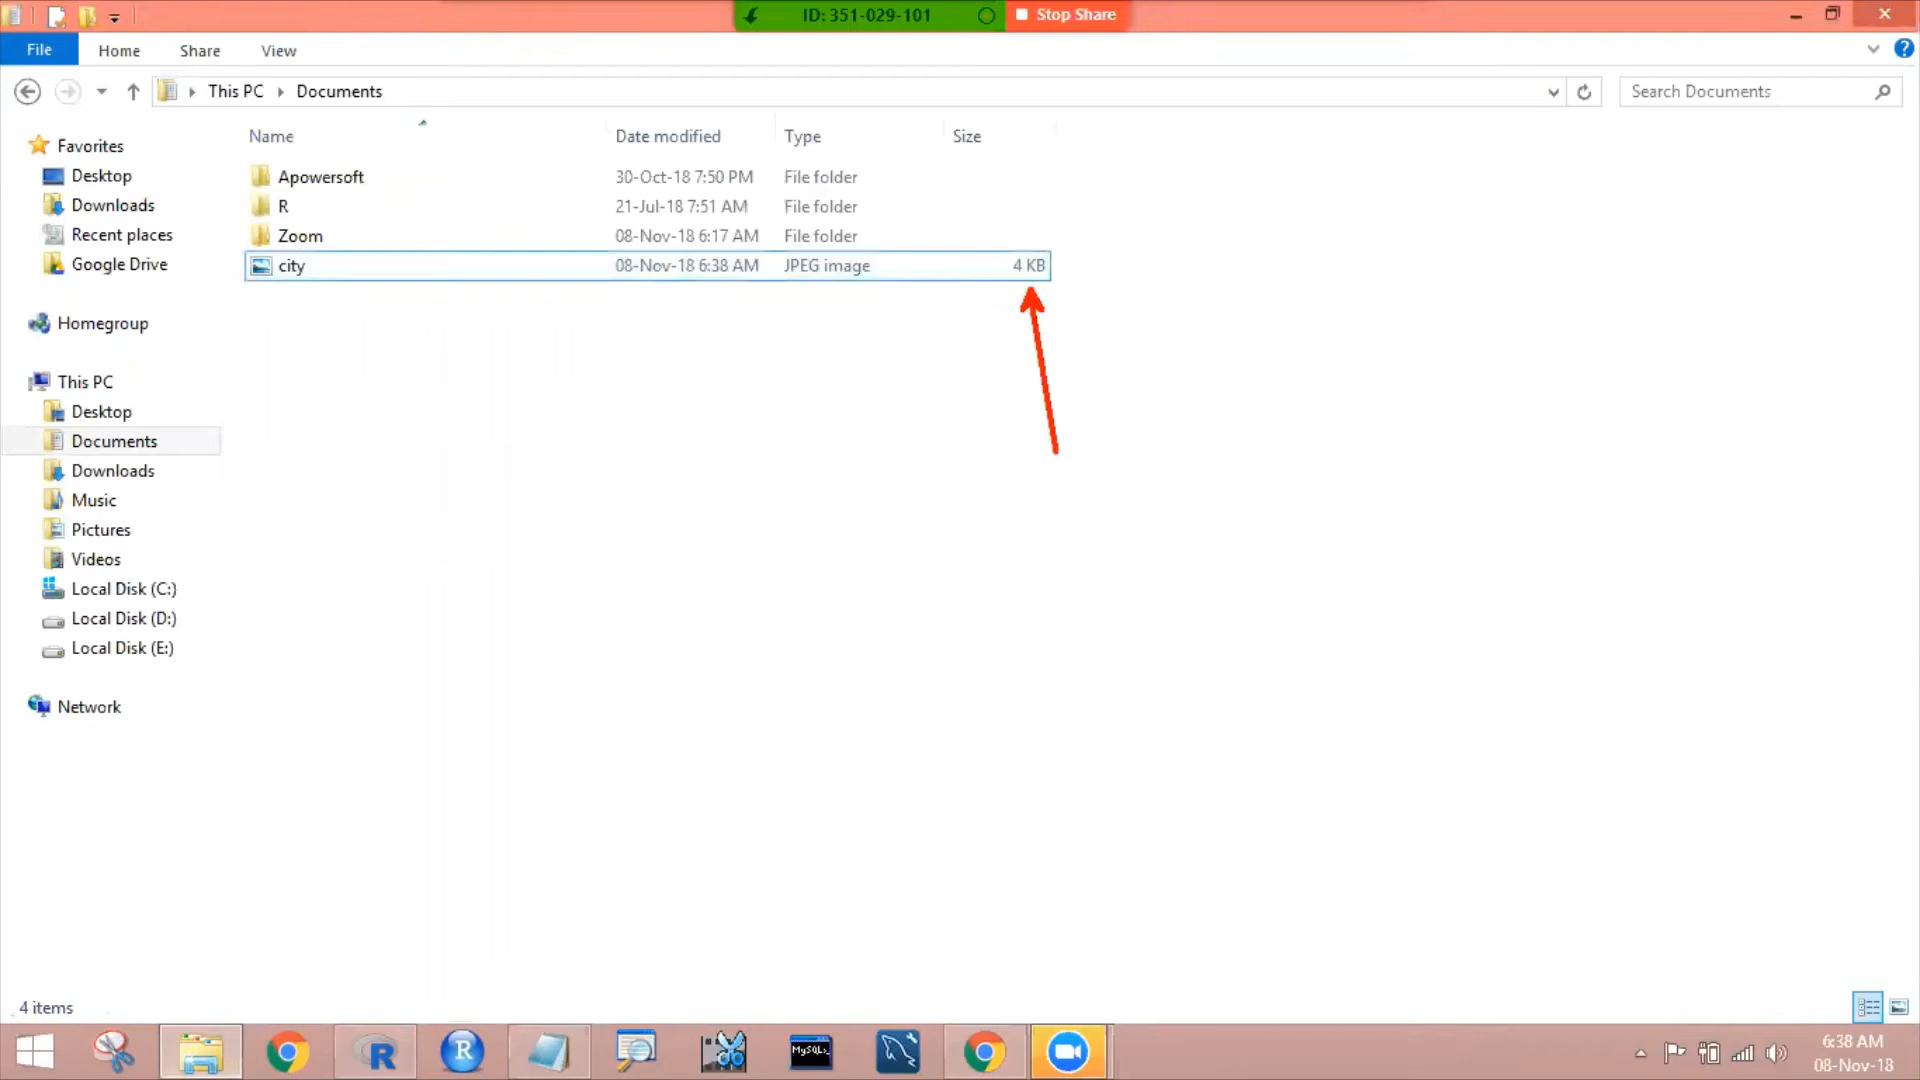 ID: 351-029-101 Stop Share
File Home Share View
This PC Documents Search Documents
Name Date modified Type Size
Favorites
Desktop
Downloads
Recent places
Google Drive
Homegroup
This PC
Desktop
Documents
Downloads
Music
Pictures
Videos
Local Disk (C:)
Local Disk (D:)
Local Disk (E:)
Network
Apowersoft 30-Oct-18 7:50 PM File folder
R 21-Jul-18 7:51 AM File folder
Zoom 08-Nov-18 6:17 AM File folder
city 08-Nov-18 6:38 AM JPEG image 4 KB
4 items
R
R
MySQL>_
6:38 AM
08-Nov-18